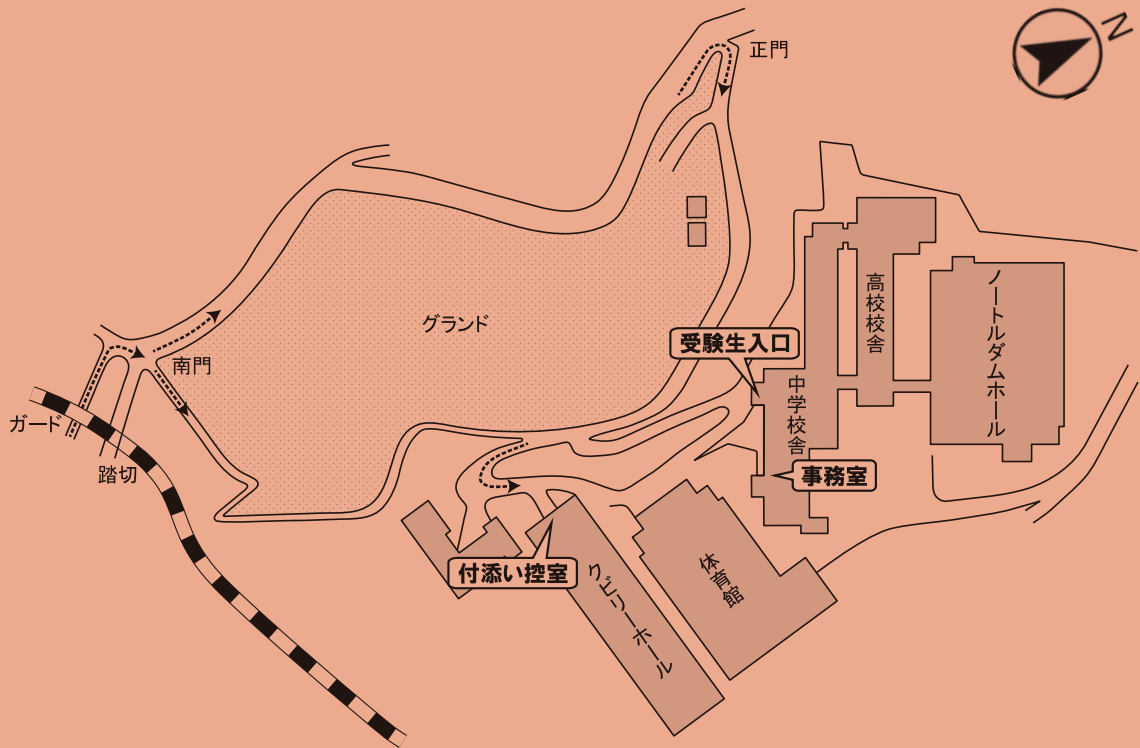 N
正門
高校校舎
ノートルダムホール
グランド
受験生入口
南門
中学校舎
ガード
踏切
事務室
体育館
付添い控室
クビリーホール